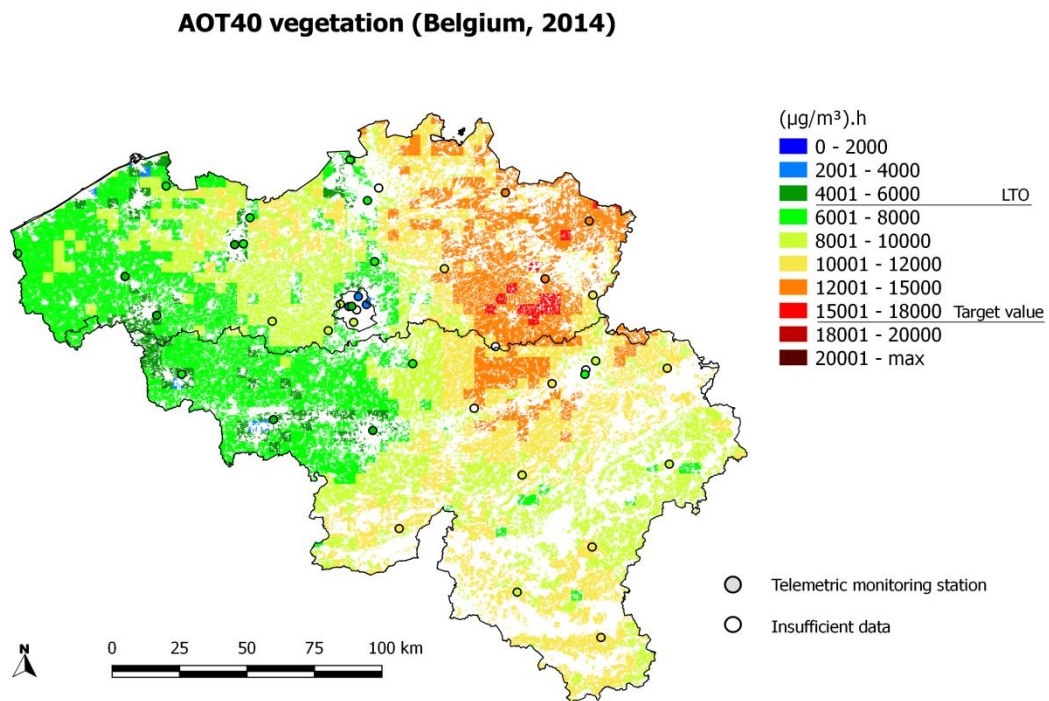 AOT40 vegetation (Belgium, 2014)
(µg/m³).h
0 - 2000
2001 - 4000
4001 - 6000 LTO
6001 - 8000
8001 - 10000
10001 - 12000
12001 - 15000
15001 - 18000 Target value
18001 - 20000
20001 - max
Telemetric monitoring station
Insufficient data
N
0 25 50 75 100 km